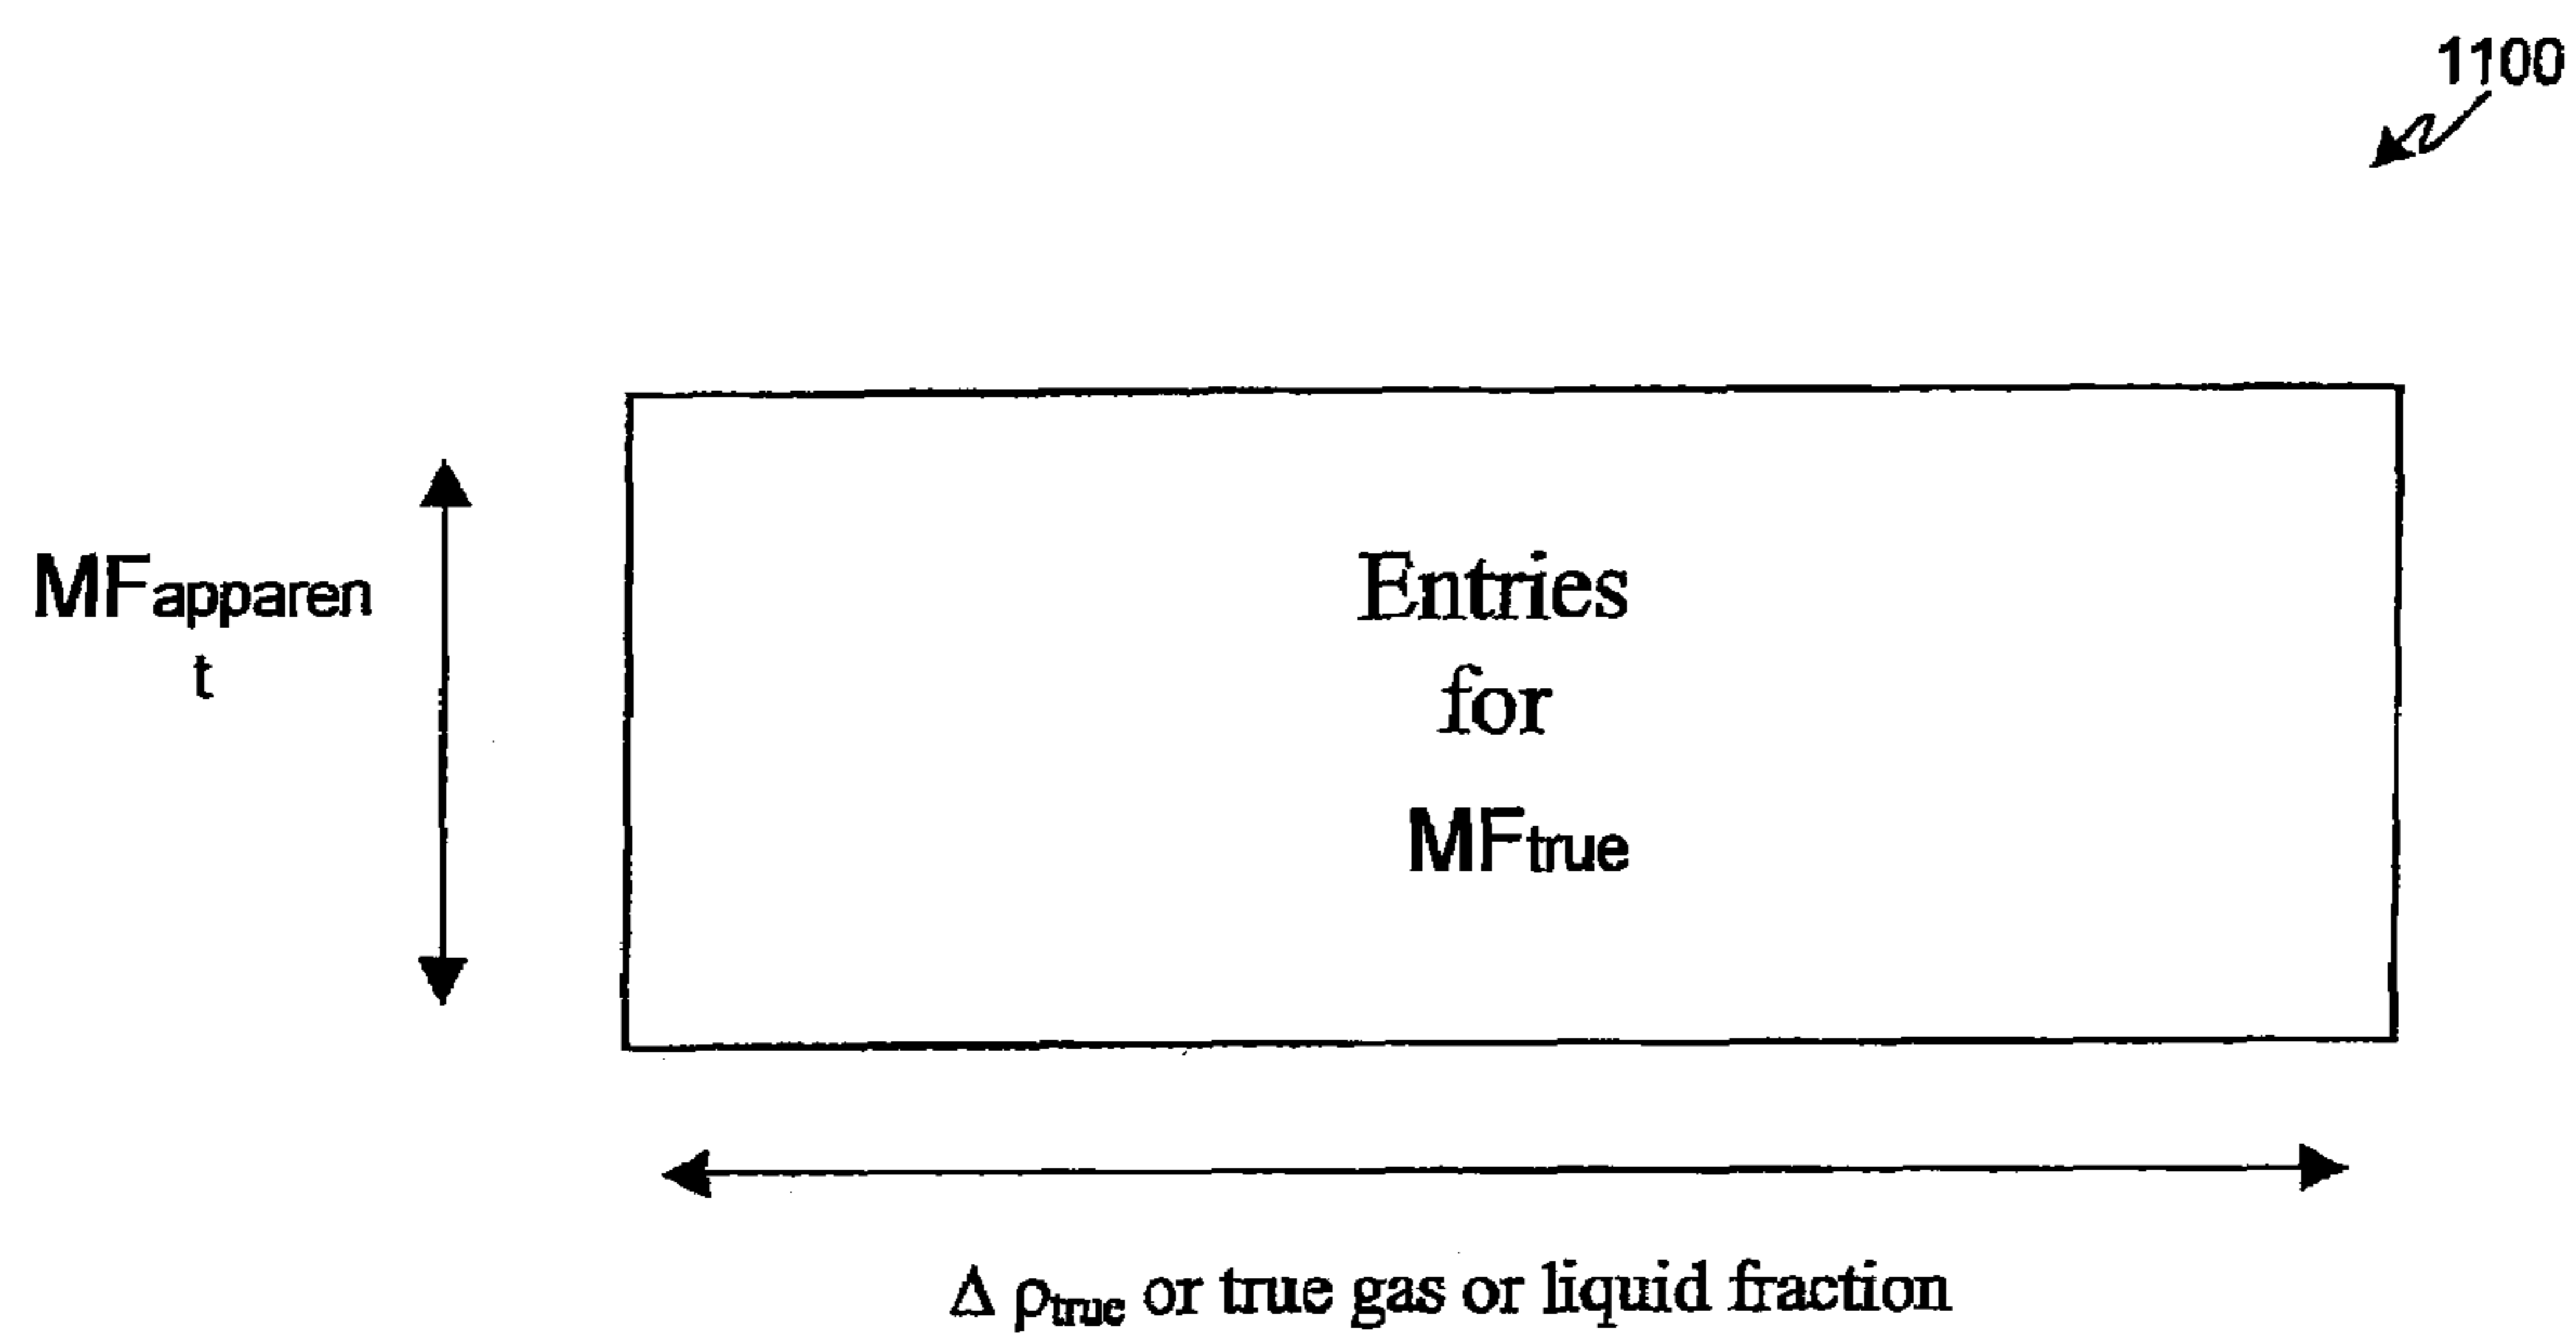 1100
MFapparen
t
Entries
for
MFtrue
Δ ρtrue or true gas or liquid fraction